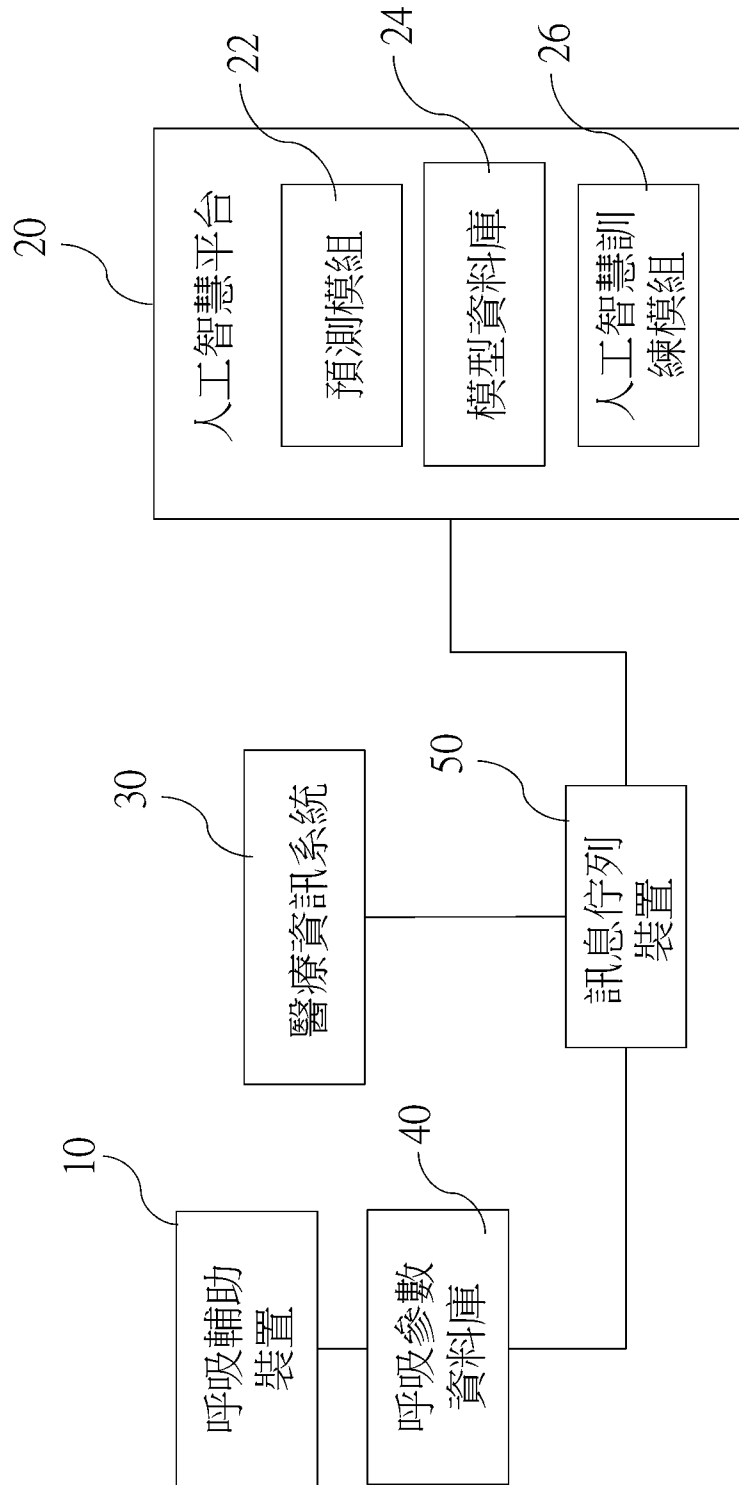 10
呼吸輔助
裝置
40
呼吸參數
資料庫
30
醫療資訊系統
50
訊息佇列
裝置
20
人工智慧平台
22
預測模組
24
模型資料庫
26
人工智慧訓
練模組